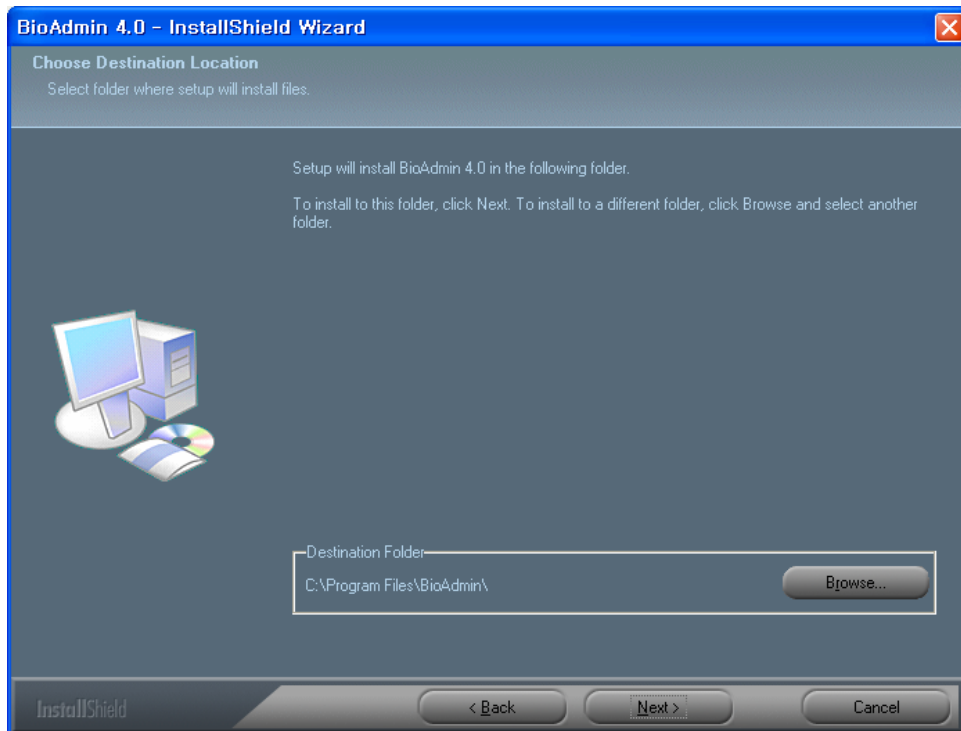 BioAdmin 4.0 - InstallShield Wizard
Choose Destination Location
Select folder where setup will install files.
Setup will install BioAdmin 4.0 in the following folder.
To install to this folder, click Next. To install to a different folder, click Browse and select another
folder.
Destination Folder
C:\Program Files\BioAdmin\
Browse...
InstallShield
< Back
Next >
Cancel